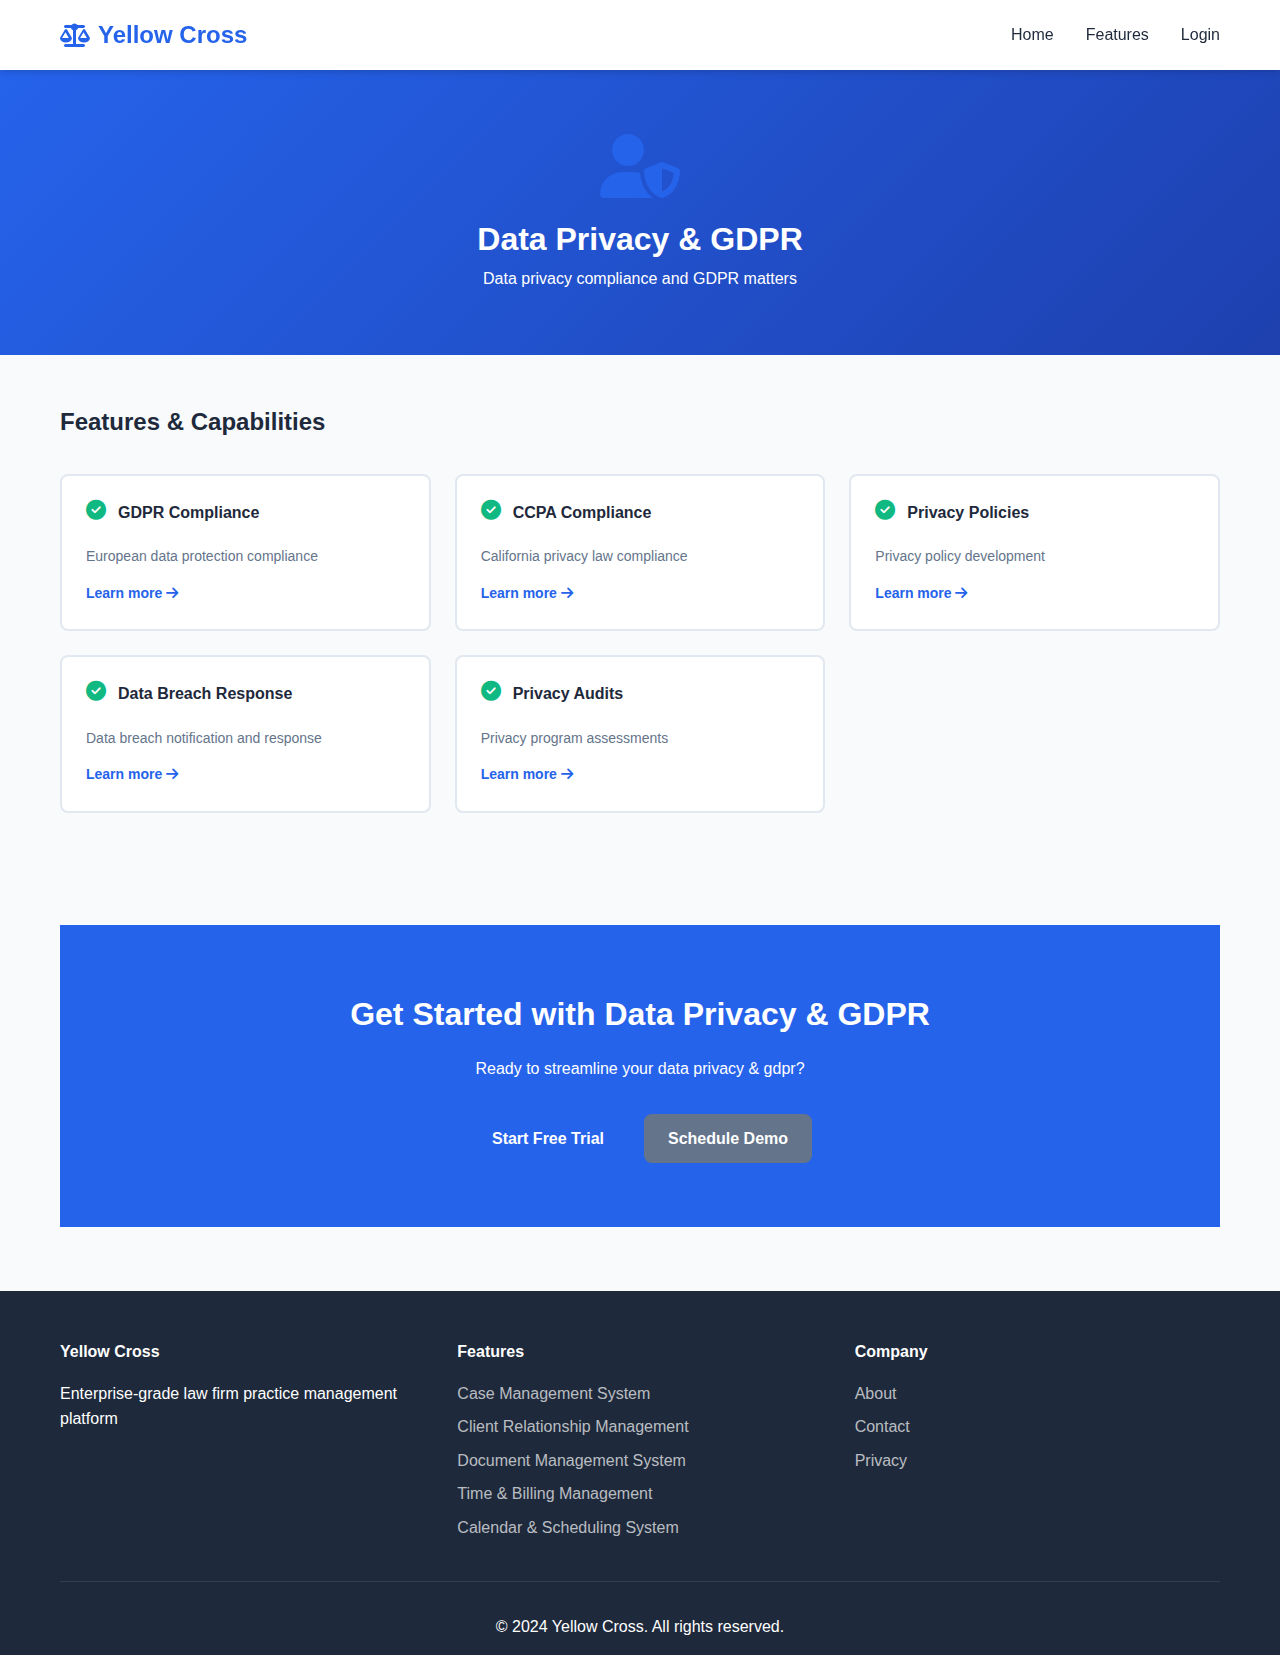 Yellow Cross
Home Features Login
Data Privacy & GDPR
Data privacy compliance and GDPR matters
Features & Capabilities
GDPR Compliance
European data protection compliance
Learn more
CCPA Compliance
California privacy law compliance
Learn more
Privacy Policies
Privacy policy development
Learn more
Data Breach Response
Data breach notification and response
Learn more
Privacy Audits
Privacy program assessments
Learn more
Get Started with Data Privacy & GDPR
Ready to streamline your data privacy & gdpr?
Start Free Trial
Schedule Demo
Yellow Cross
Enterprise-grade law firm practice management
platform
Features
Case Management System
Client Relationship Management
Document Management System
Time & Billing Management
Calendar & Scheduling System
Company
About
Contact
Privacy
© 2024 Yellow Cross. All rights reserved.